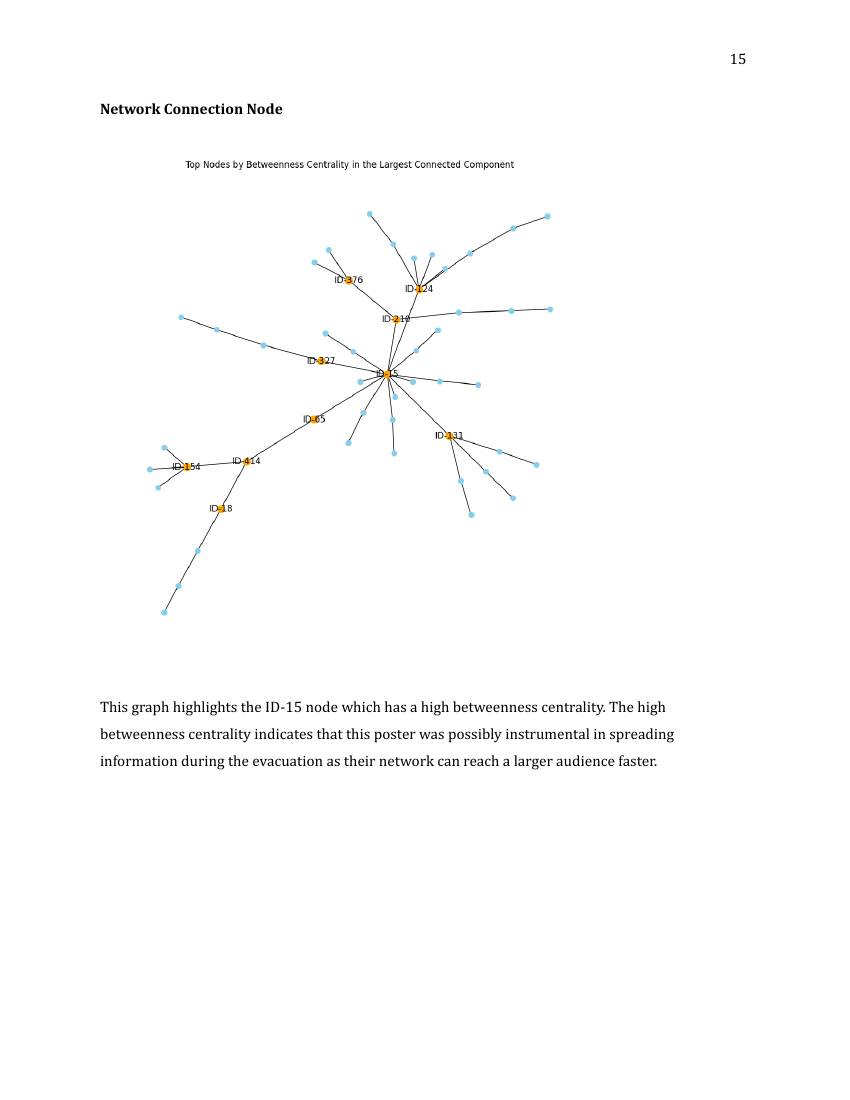 15
Network Connection Node
Top Nodes by Betweenness Centrality in the Largest Connected Component
ID-376
ID-124
ID-210
ID-327
ID-15
ID-65
ID-131
ID-154
ID-414
ID-18
This graph highlights the ID-15 node which has a high betweenness centrality. The high
betweenness centrality indicates that this poster was possibly instrumental in spreading
information during the evacuation as their network can reach a larger audience faster.